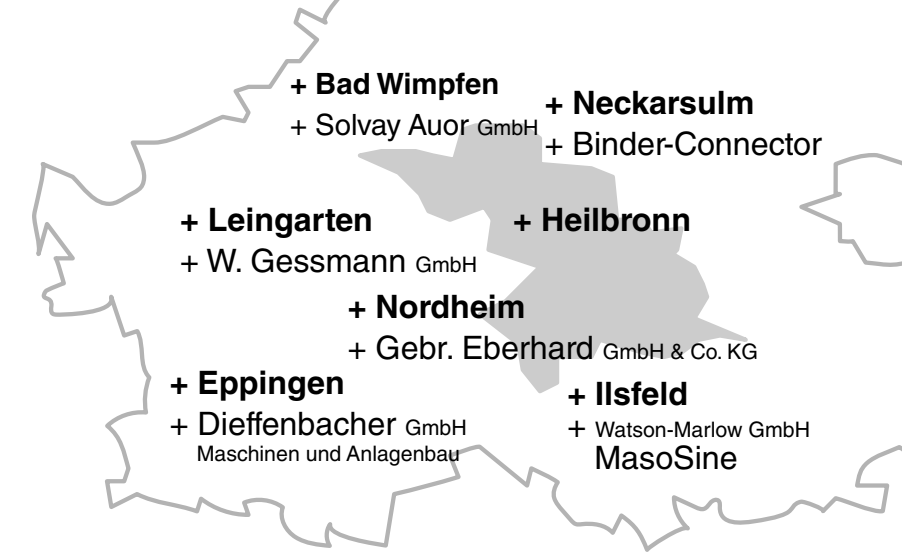 + Bad Wimpfen
+ Solvay Auor GmbH
+ Neckarsulm
+ Binder-Connector
+ Leingarten
+ W. Gessmann GmbH
+ Heilbronn
+ Nordheim
+ Gebr. Eberhard GmbH & Co. KG
+ Eppingen
+ Dieffenbacher GmbH
Maschinen und Anlagenbau
+ Ilsfeld
+ Watson-Marlow GmbH
MasoSine